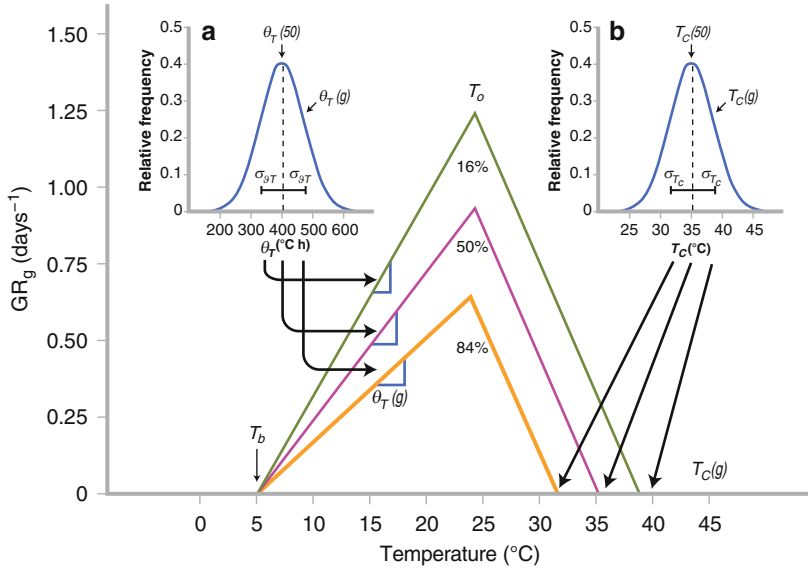 a
θT (50)
θT (g)
Relative frequency
0.5
0.4
0.3
0.2
0.1
0
σϑT σϑT
200 300 400 500 600
θT(°C h)
b
TC(50)
TC(g)
Relative frequency
0.5
0.4
0.3
0.2
0.1
0
σTc σTc
25 30 35 40 45
TC(°C)
GRg (days–1)
1.50
1.25
1.00
0.75
0.50
0.25
0
To
16%
50%
84%
θT (g)
Tb
TC(g)
0 5 10 15 20 25 30 35 40 45
Temperature (°C)